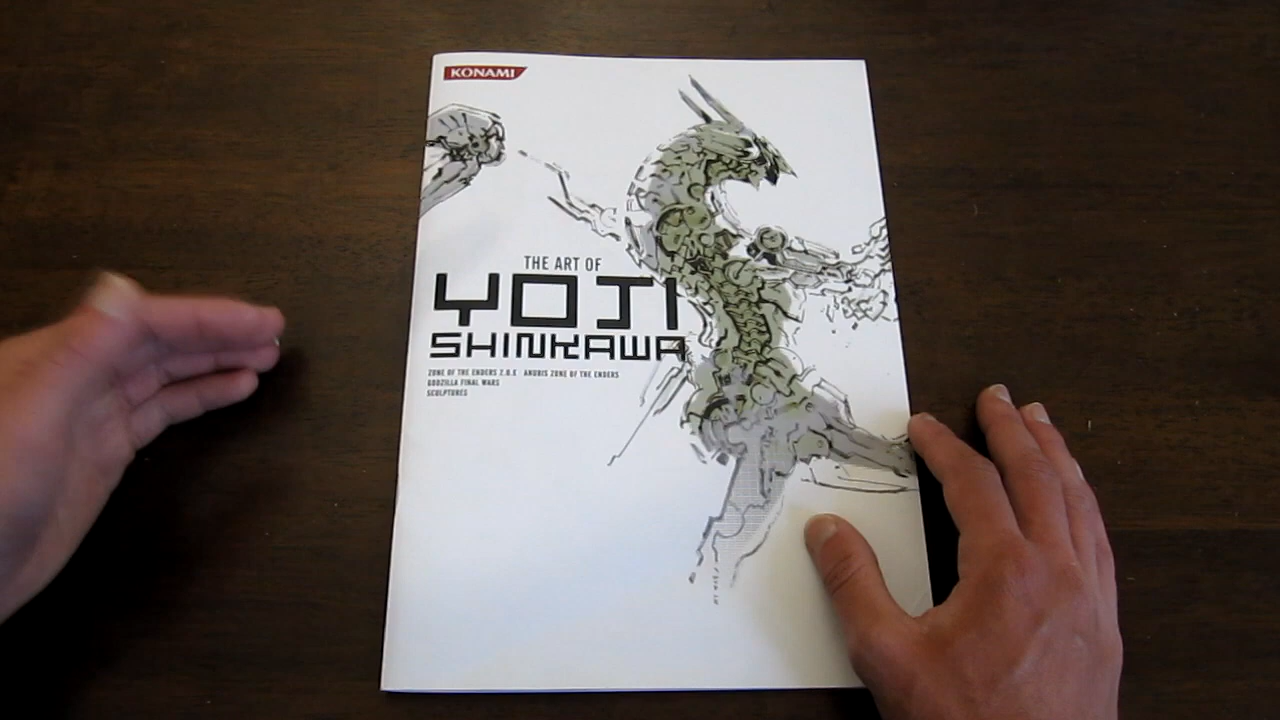 KONAMI
THE ART OF
YOJI
SHINKAWA
ZONE OF THE ENDERS Z.O.E ANUBIS ZONE OF THE ENDERS
GODZILLA FINAL WARS
SCULPTURES